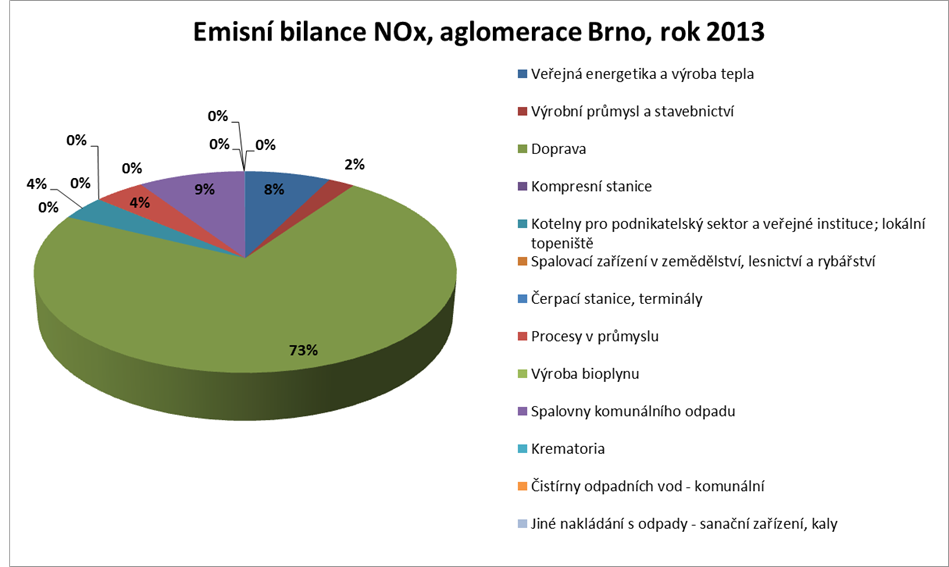 Emisní bilance NOx, aglomerace Brno, rok 2013
0%
0%
0%
0%
0%
0%
4%
0%
4%
9%
8%
2%
73%
Veřejná energetika a výroba tepla
Výrobní průmysl a stavebnictví
Doprava
Kompresní stanice
Kotelny pro podnikatelský sektor a veřejné instituce; lokální
topeniště
Spalovací zařízení v zemědělství, lesnictví a rybářství
Čerpací stanice, terminály
Procesy v průmyslu
Výroba bioplynu
Spalovny komunálního odpadu
Krematoria
Čistírny odpadních vod - komunální
Jiné nakládání s odpady - sanační zařízení, kaly